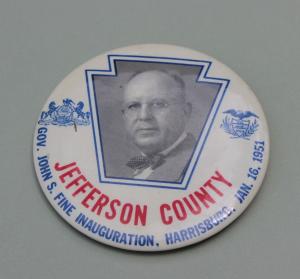 JEFFERSON COUNTY
GOV. JOHN S. FINE INAUGURATION, HARRISBURG, JAN. 16, 1951